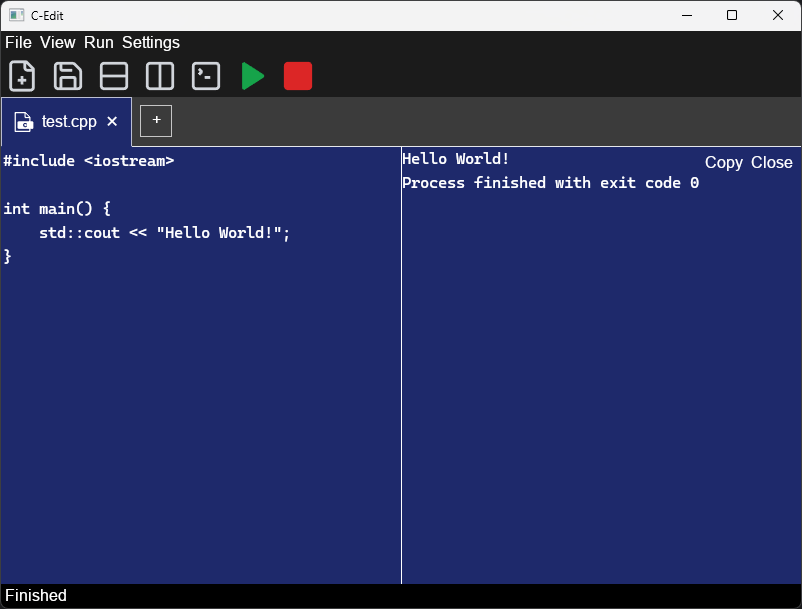 C-Edit
File View Run Settings
test.cpp ✕ +
#include <iostream>

int main() {
    std::cout << "Hello World!";
}
Hello World!
Process finished with exit code 0
Copy Close
Finished